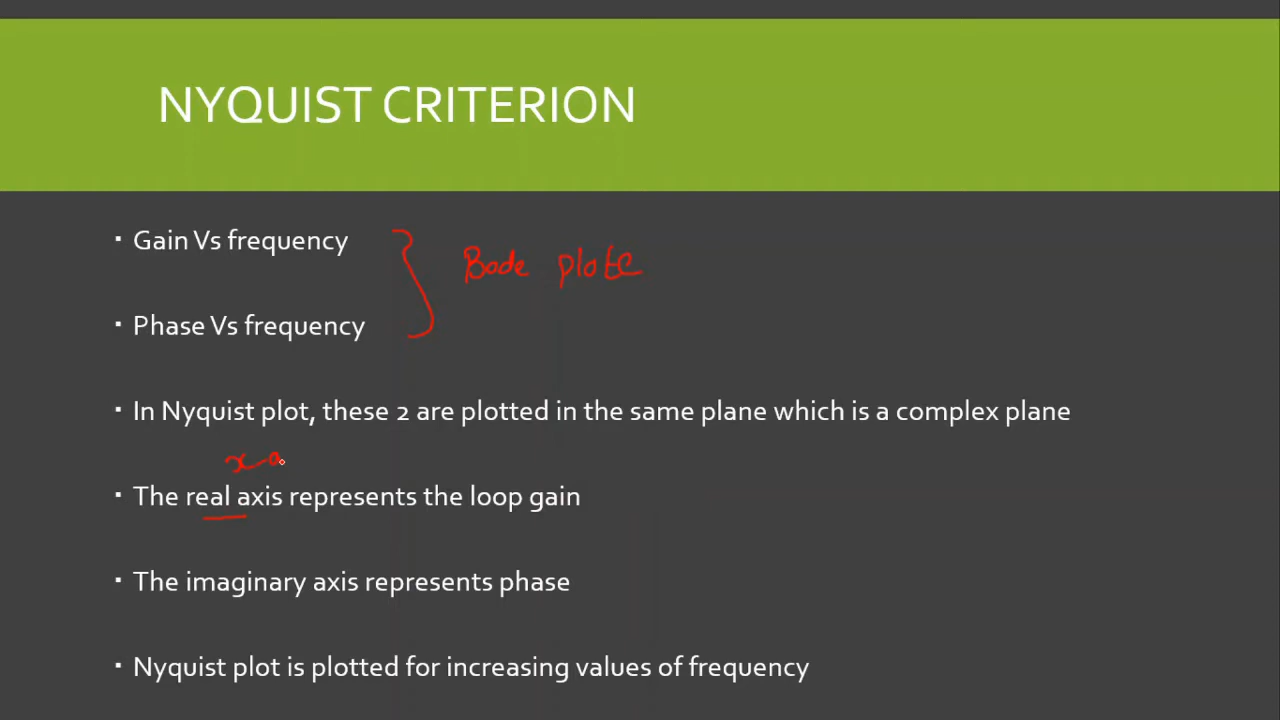 NYQUIST CRITERION
Gain Vs frequency
Bode plots
Phase Vs frequency
In Nyquist plot, these 2 are plotted in the same plane which is a complex plane
x a
The real axis represents the loop gain
The imaginary axis represents phase
Nyquist plot is plotted for increasing values of frequency